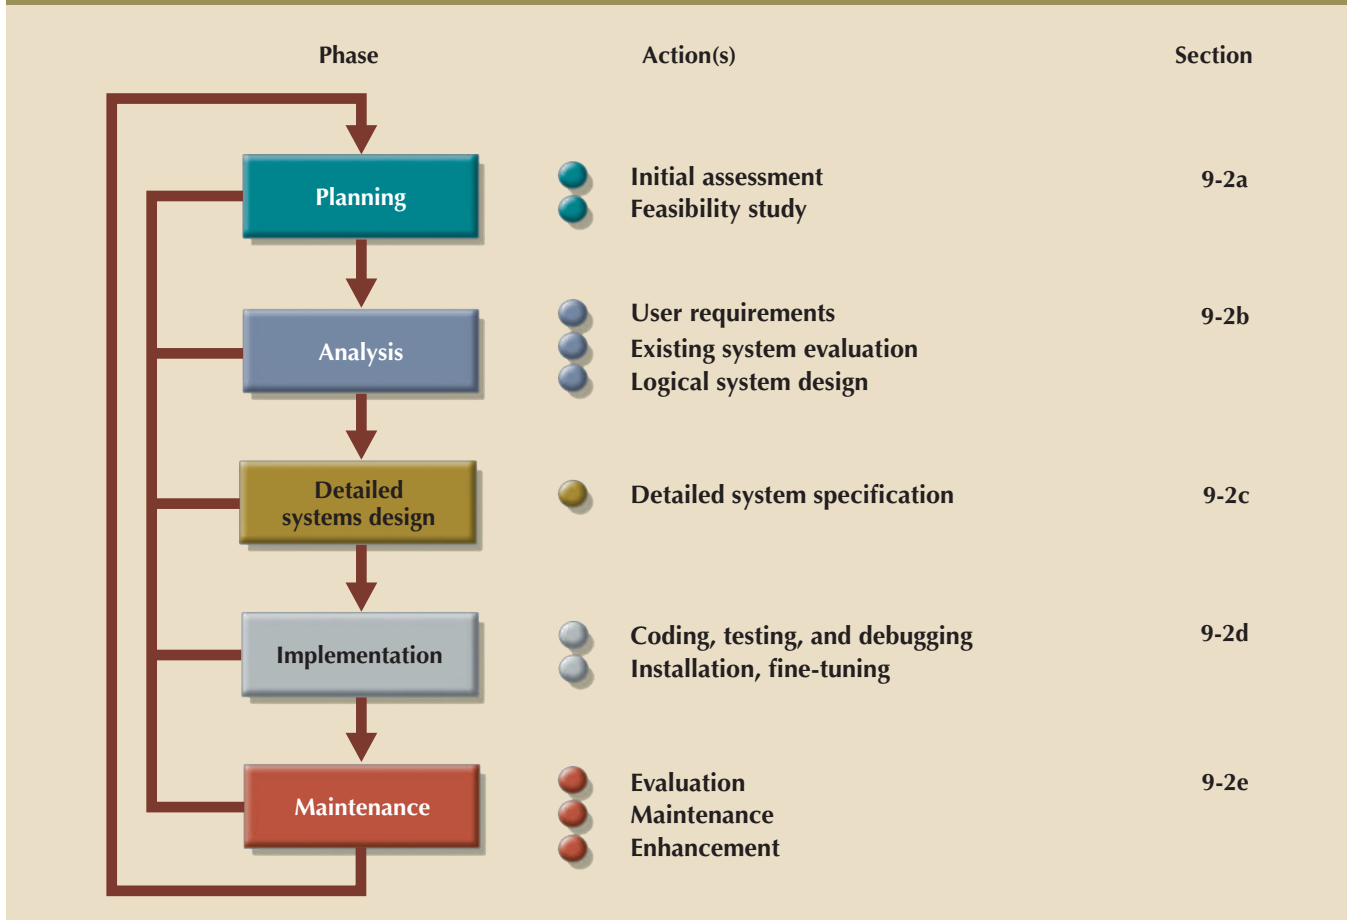 Phase Action(s) Section
Planning
Initial assessment
Feasibility study
9-2a
Analysis
User requirements
Existing system evaluation
Logical system design
9-2b
Detailed
systems design
Detailed system specification
9-2c
Implementation
Coding, testing, and debugging
Installation, fine-tuning
9-2d
Maintenance
Evaluation
Maintenance
Enhancement
9-2e